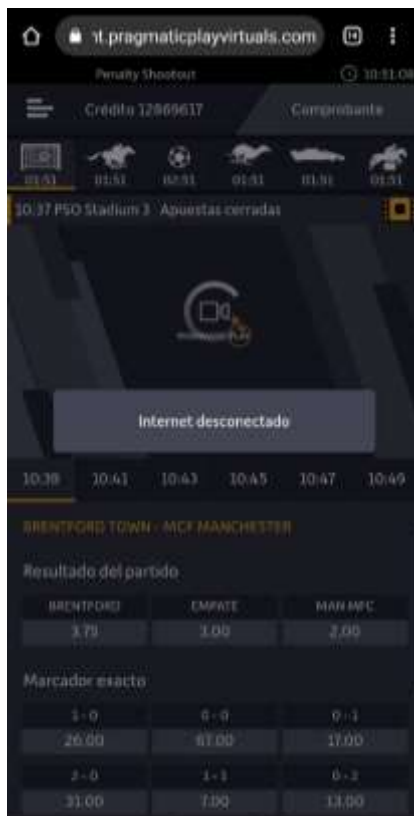 nt.pragmaticplayvirtuals.com
Penalty Shootout 10:31:08
Crédito 12869617 Comprobante
01:51 01:51 02:51 01:51 01:51 01:51
10:37 PSO Stadium 3 Apuestas cerradas
Internet desconectado
10:39 10:41 10:43 10:45 10:47 10:49
BRENTFORD TOWN - MCF MANCHESTER
Resultado del partido
BRENTFORD EMPATE MAN MFC
3.75 3.00 2.00
Marcador exacto
1 - 0 0 - 0 0 - 1
26.00 67.00 17.00
2 - 0 1 - 1 0 - 2
31.00 7.00 13.00